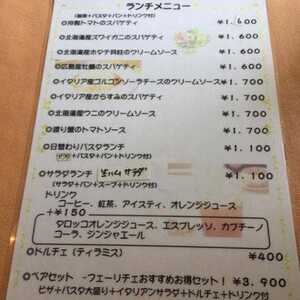 ランチメニュー
(前菜+パスタ+パン+ドリンク付)
◎特製トマトのスパゲティ ¥1.400
◎北海道産ズワイガニのスパゲティ ¥1.600
◎北海道産ホタテ貝柱のクリームソース ¥1.600
◎広島産牡蠣のスパゲティ ¥1.600
◎イタリア産ゴルゴンゾーラチーズのクリームソース ¥1.700
◎イタリア産からすみのスパゲティ ¥1.700
◎北海道産ウニのクリームソース ¥1.700
◎渡り蟹のトマトソース ¥1.700
◎日替わりパスタランチ ¥1.100
+パスタ+パン+ドリンク付)
◎サラダランチ 生ハムサラダ ¥1.100
(サラダ+パン+スープ+ドリンク付)
ドリンク
コーヒー、紅茶、アイスティ、オレンジジュース
+¥150
タロッコオレンジジュース、エスプレッソ、カプチーノ
コーラ、ジンジャエール
◎ドルチェ(ティラミス) ¥400
◎ペアセット -フェーリチェおすすめお得セット! ¥3.900
ピザ+パスタ大盛り+イタリアンサラダ+ドルチェ+ドリンク付)